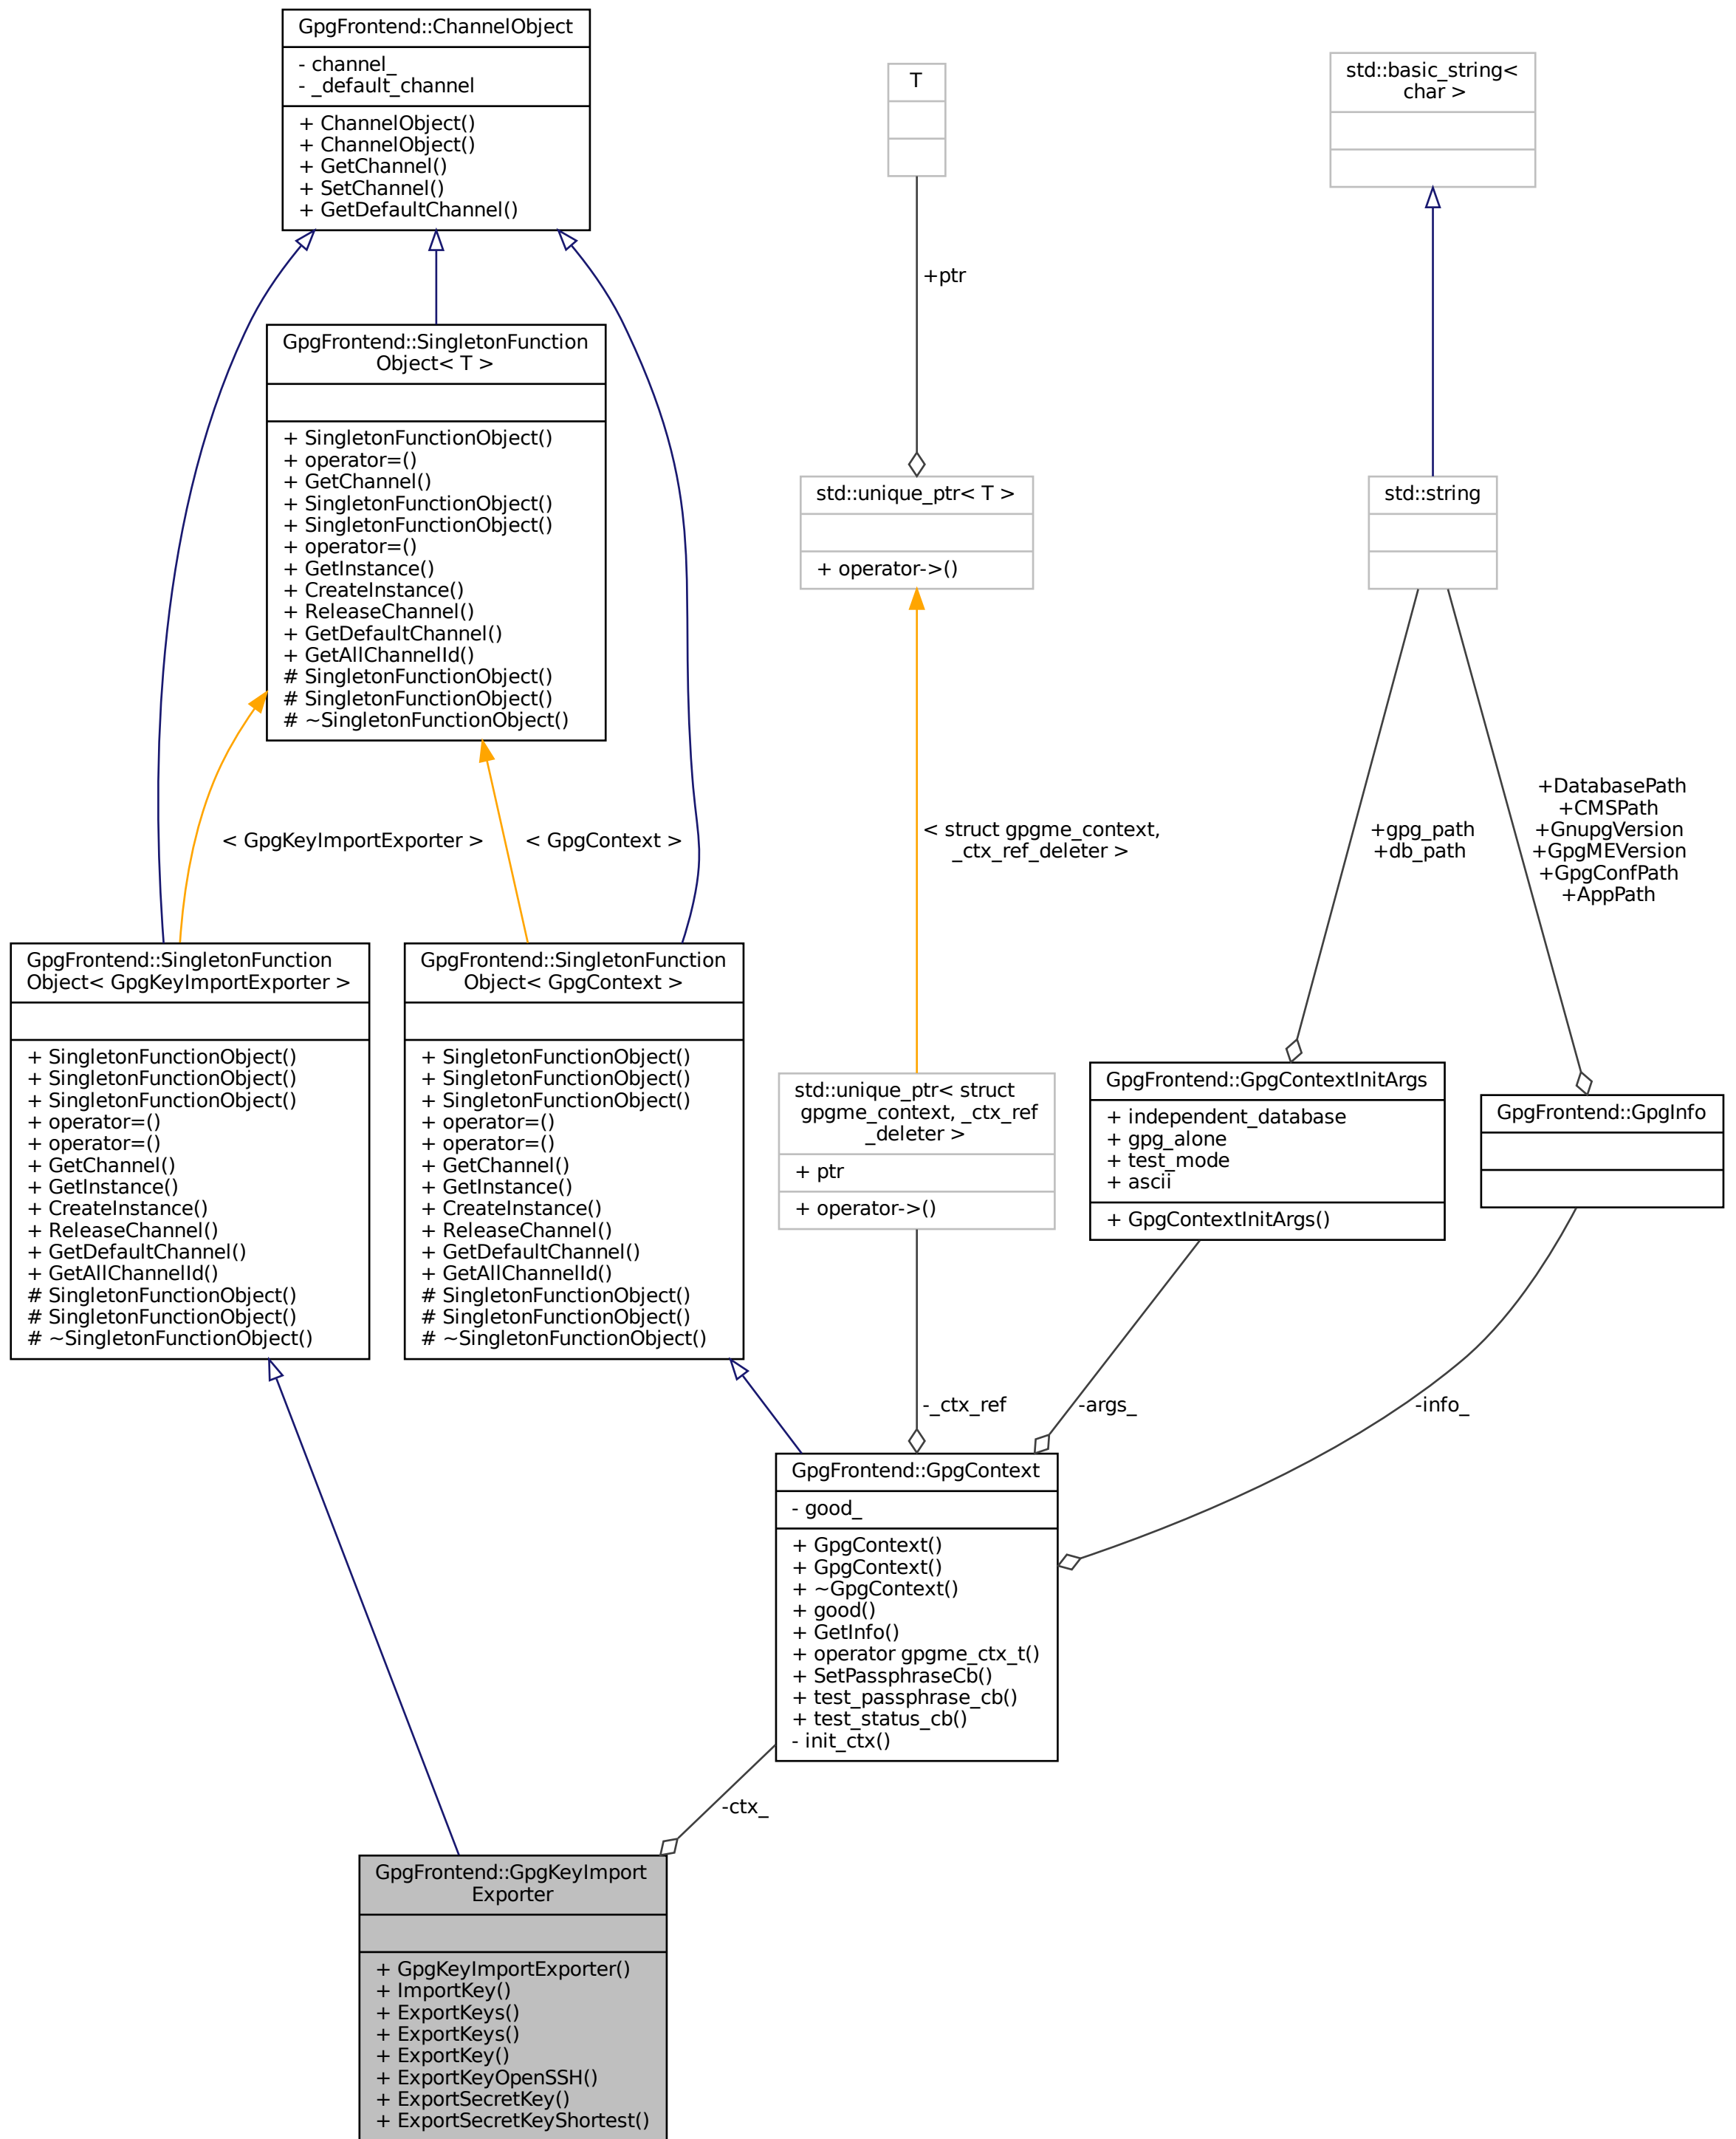 GpgFrontend::ChannelObject
- channel_
- _default_channel
+ ChannelObject()
+ ChannelObject()
+ GetChannel()
+ SetChannel()
+ GetDefaultChannel()
T
std::basic_string<
char >
+ptr
GpgFrontend::SingletonFunction
Object< T >
+ SingletonFunctionObject()
+ operator=()
+ GetChannel()
+ SingletonFunctionObject()
+ SingletonFunctionObject()
+ operator=()
+ GetInstance()
+ CreateInstance()
+ ReleaseChannel()
+ GetDefaultChannel()
+ GetAllChannelId()
# SingletonFunctionObject()
# SingletonFunctionObject()
# ~SingletonFunctionObject()
std::unique_ptr< T >
+ operator->()
std::string
< GpgKeyImportExporter >
< GpgContext >
< struct gpgme_context,
_ctx_ref_deleter >
+gpg_path
+db_path
+DatabasePath
+CMSPath
+GnupgVersion
+GpgMEVersion
+GpgConfPath
+AppPath
GpgFrontend::SingletonFunction
Object< GpgKeyImportExporter >
+ SingletonFunctionObject()
+ SingletonFunctionObject()
+ SingletonFunctionObject()
+ operator=()
+ operator=()
+ GetChannel()
+ GetInstance()
+ CreateInstance()
+ ReleaseChannel()
+ GetDefaultChannel()
+ GetAllChannelId()
# SingletonFunctionObject()
# SingletonFunctionObject()
# ~SingletonFunctionObject()
GpgFrontend::SingletonFunction
Object< GpgContext >
+ SingletonFunctionObject()
+ SingletonFunctionObject()
+ SingletonFunctionObject()
+ operator=()
+ operator=()
+ GetChannel()
+ GetInstance()
+ CreateInstance()
+ ReleaseChannel()
+ GetDefaultChannel()
+ GetAllChannelId()
# SingletonFunctionObject()
# SingletonFunctionObject()
# ~SingletonFunctionObject()
std::unique_ptr< struct
gpgme_context, _ctx_ref
_deleter >
+ ptr
+ operator->()
GpgFrontend::GpgContextInitArgs
+ independent_database
+ gpg_alone
+ test_mode
+ ascii
+ GpgContextInitArgs()
GpgFrontend::GpgInfo
-_ctx_ref
-args_
-info_
GpgFrontend::GpgContext
- good_
+ GpgContext()
+ GpgContext()
+ ~GpgContext()
+ good()
+ GetInfo()
+ operator gpgme_ctx_t()
+ SetPassphraseCb()
+ test_passphrase_cb()
+ test_status_cb()
- init_ctx()
-ctx_
GpgFrontend::GpgKeyImport
Exporter
+ GpgKeyImportExporter()
+ ImportKey()
+ ExportKeys()
+ ExportKeys()
+ ExportKey()
+ ExportKeyOpenSSH()
+ ExportSecretKey()
+ ExportSecretKeyShortest()